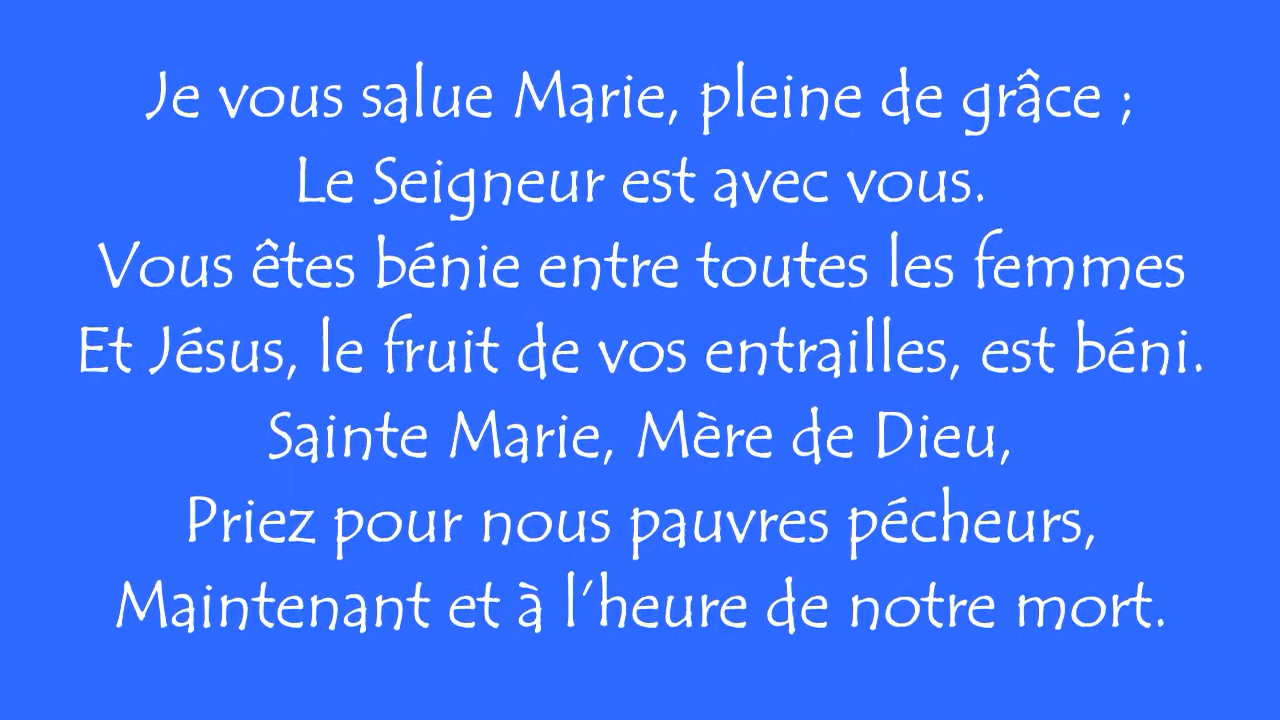 Je vous salue Marie, pleine de grâce ;
Le Seigneur est avec vous.
Vous êtes bénie entre toutes les femmes
Et Jésus, le fruit de vos entrailles, est béni.
Sainte Marie, Mère de Dieu,
Priez pour nous pauvres pécheurs,
Maintenant et à l’heure de notre mort.